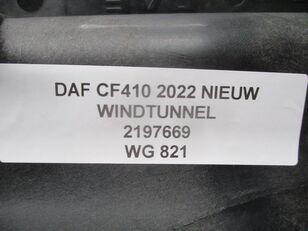 DAF CF410 2022 NIEUW
WINDTUNNEL
2197669
WG 821